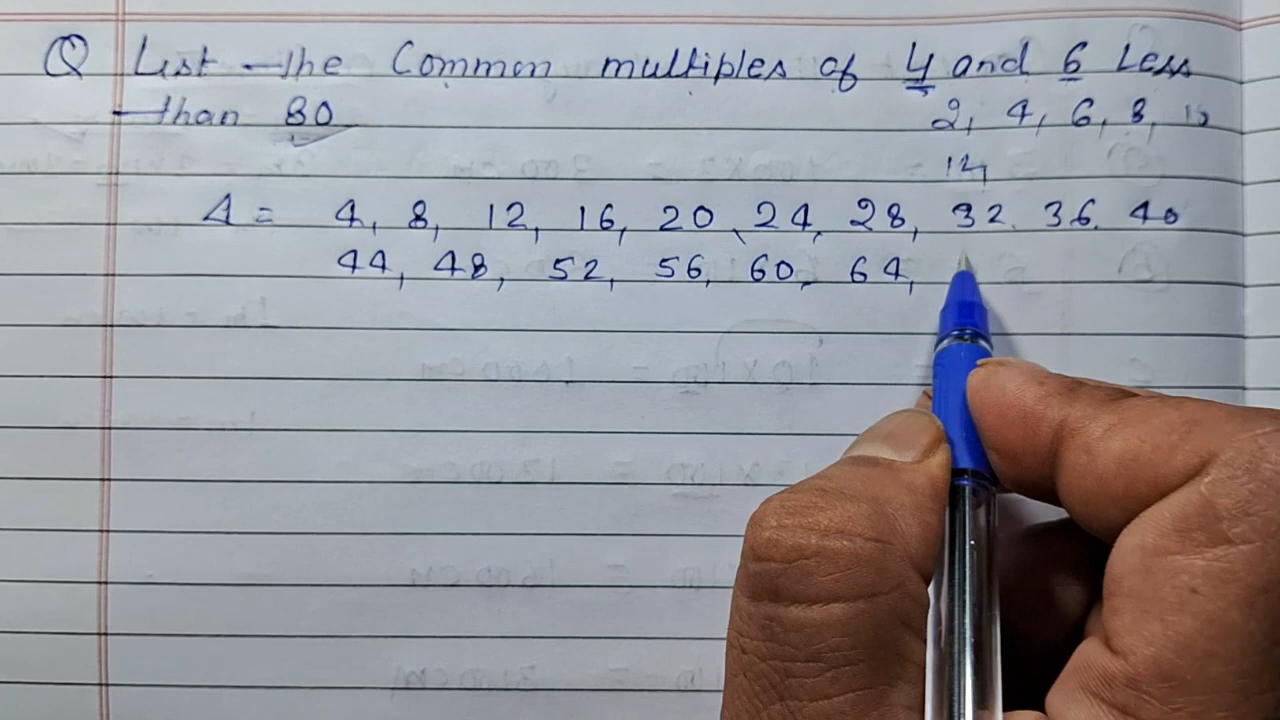 Q List the Common multiples of 4 and 6 Less
than 80
2, 4, 6, 8, 10
14
4 = 4, 8, 12, 16, 20, 24, 28, 32. 36. 40
44, 48, 52, 56, 60, 64,